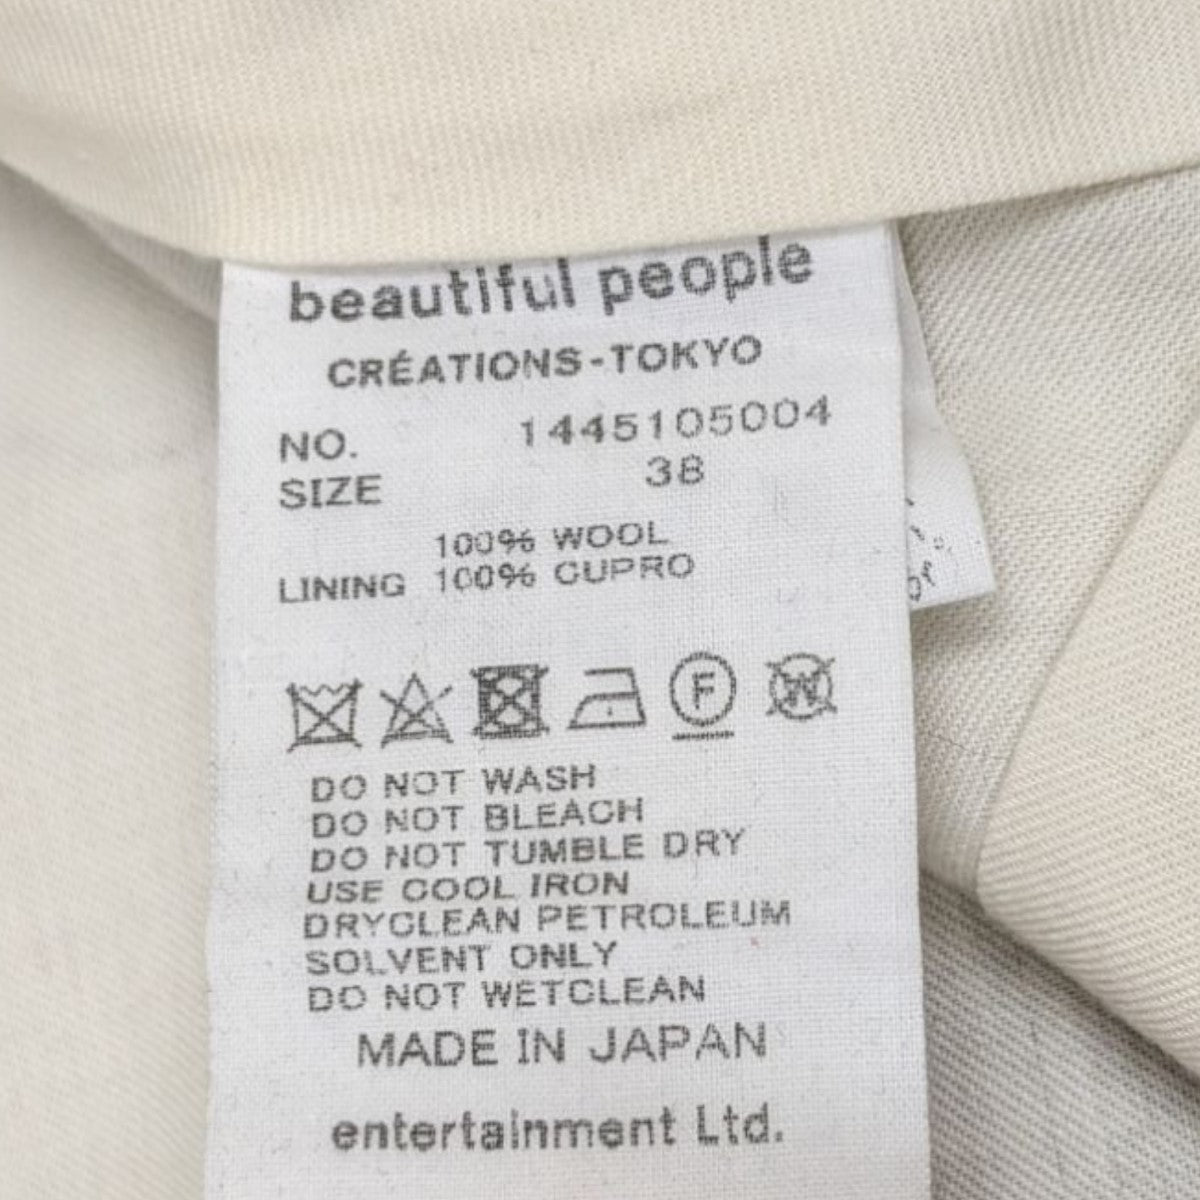 beautiful people
CRÉATIONS-TOKYO
NO. 1445105004
SIZE 38
100% WOOL
LINING 100% CUPRO
F W
DO NOT WASH
DO NOT BLEACH
DO NOT TUMBLE DRY
USE COOL IRON
DRYCLEAN PETROLEUM
SOLVENT ONLY
DO NOT WETCLEAN
MADE IN JAPAN
entertainment Ltd.